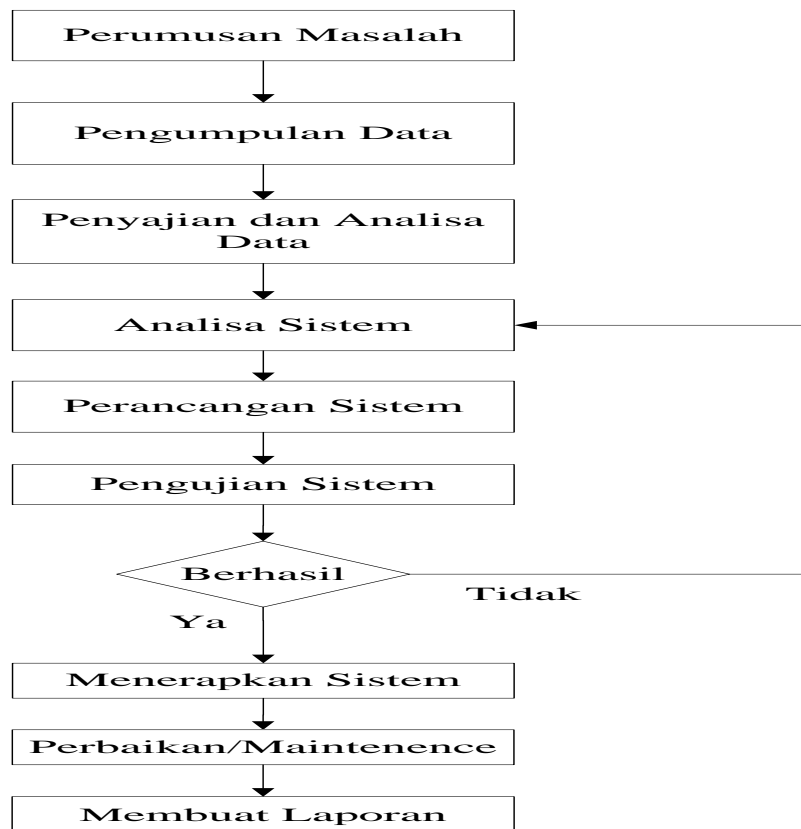 Perumusan Masalah
Pengumpulan Data
Penyajian dan Analisa
Data
Analisa Sistem
Perancangan Sistem
Pengujian Sistem
Berhasil
Tidak
Ya
Menerapkan Sistem
Perbaikan/Maintenence
Membuat Laporan